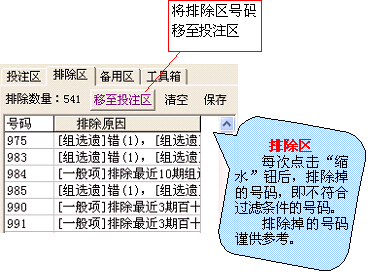 将排除区号码
移至投注区
投注区 排除区 备用区 工具箱
排除数量: 541 移至投注区 清空 保存
号码 排除原因
975 [组选遗]错(1), [组选遗]
983 [组选遗]错(1), [组选遗]
984 [一般项]排除最近10期组选
985 [组选遗]错(1), [组选遗]
990 [一般项]排除最近3期百十
991 [一般项]排除最近3期百十
排除区
每次点击“缩
水”钮后，排除掉
的号码，即不符合
过滤条件的号码。
排除掉的号码
谨供参考。